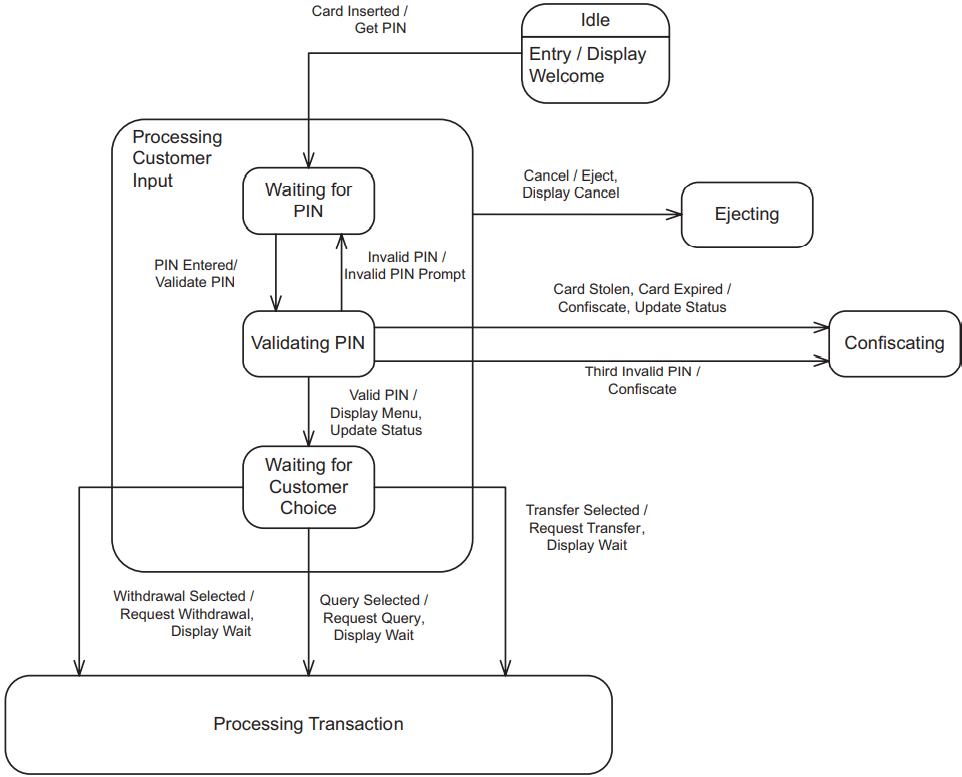 Card Inserted /
Get PIN
Idle
Entry / Display
Welcome
Processing
Customer
Input
Waiting for
PIN
Cancel / Eject,
Display Cancel
Ejecting
PIN Entered/
Validate PIN
Invalid PIN /
Invalid PIN Prompt
Card Stolen, Card Expired /
Confiscate, Update Status
Validating PIN
Confiscating
Third Invalid PIN /
Confiscate
Valid PIN /
Display Menu,
Update Status
Waiting for
Customer
Choice
Transfer Selected /
Request Transfer,
Display Wait
Withdrawal Selected /
Request Withdrawal,
Display Wait
Query Selected /
Request Query,
Display Wait
Processing Transaction